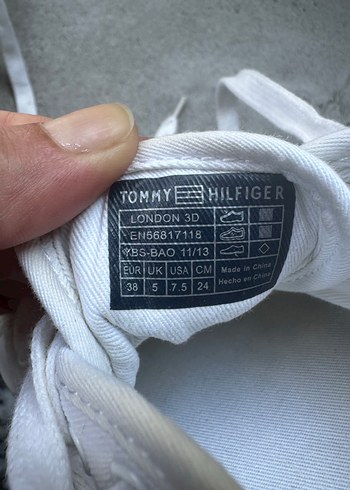 TOMMY HILFIGER
LONDON 3D
EN56817118
YBS-BAO 11/13
EUR UK USA CM
38 5 7.5 24
Made in China
Hecho en China